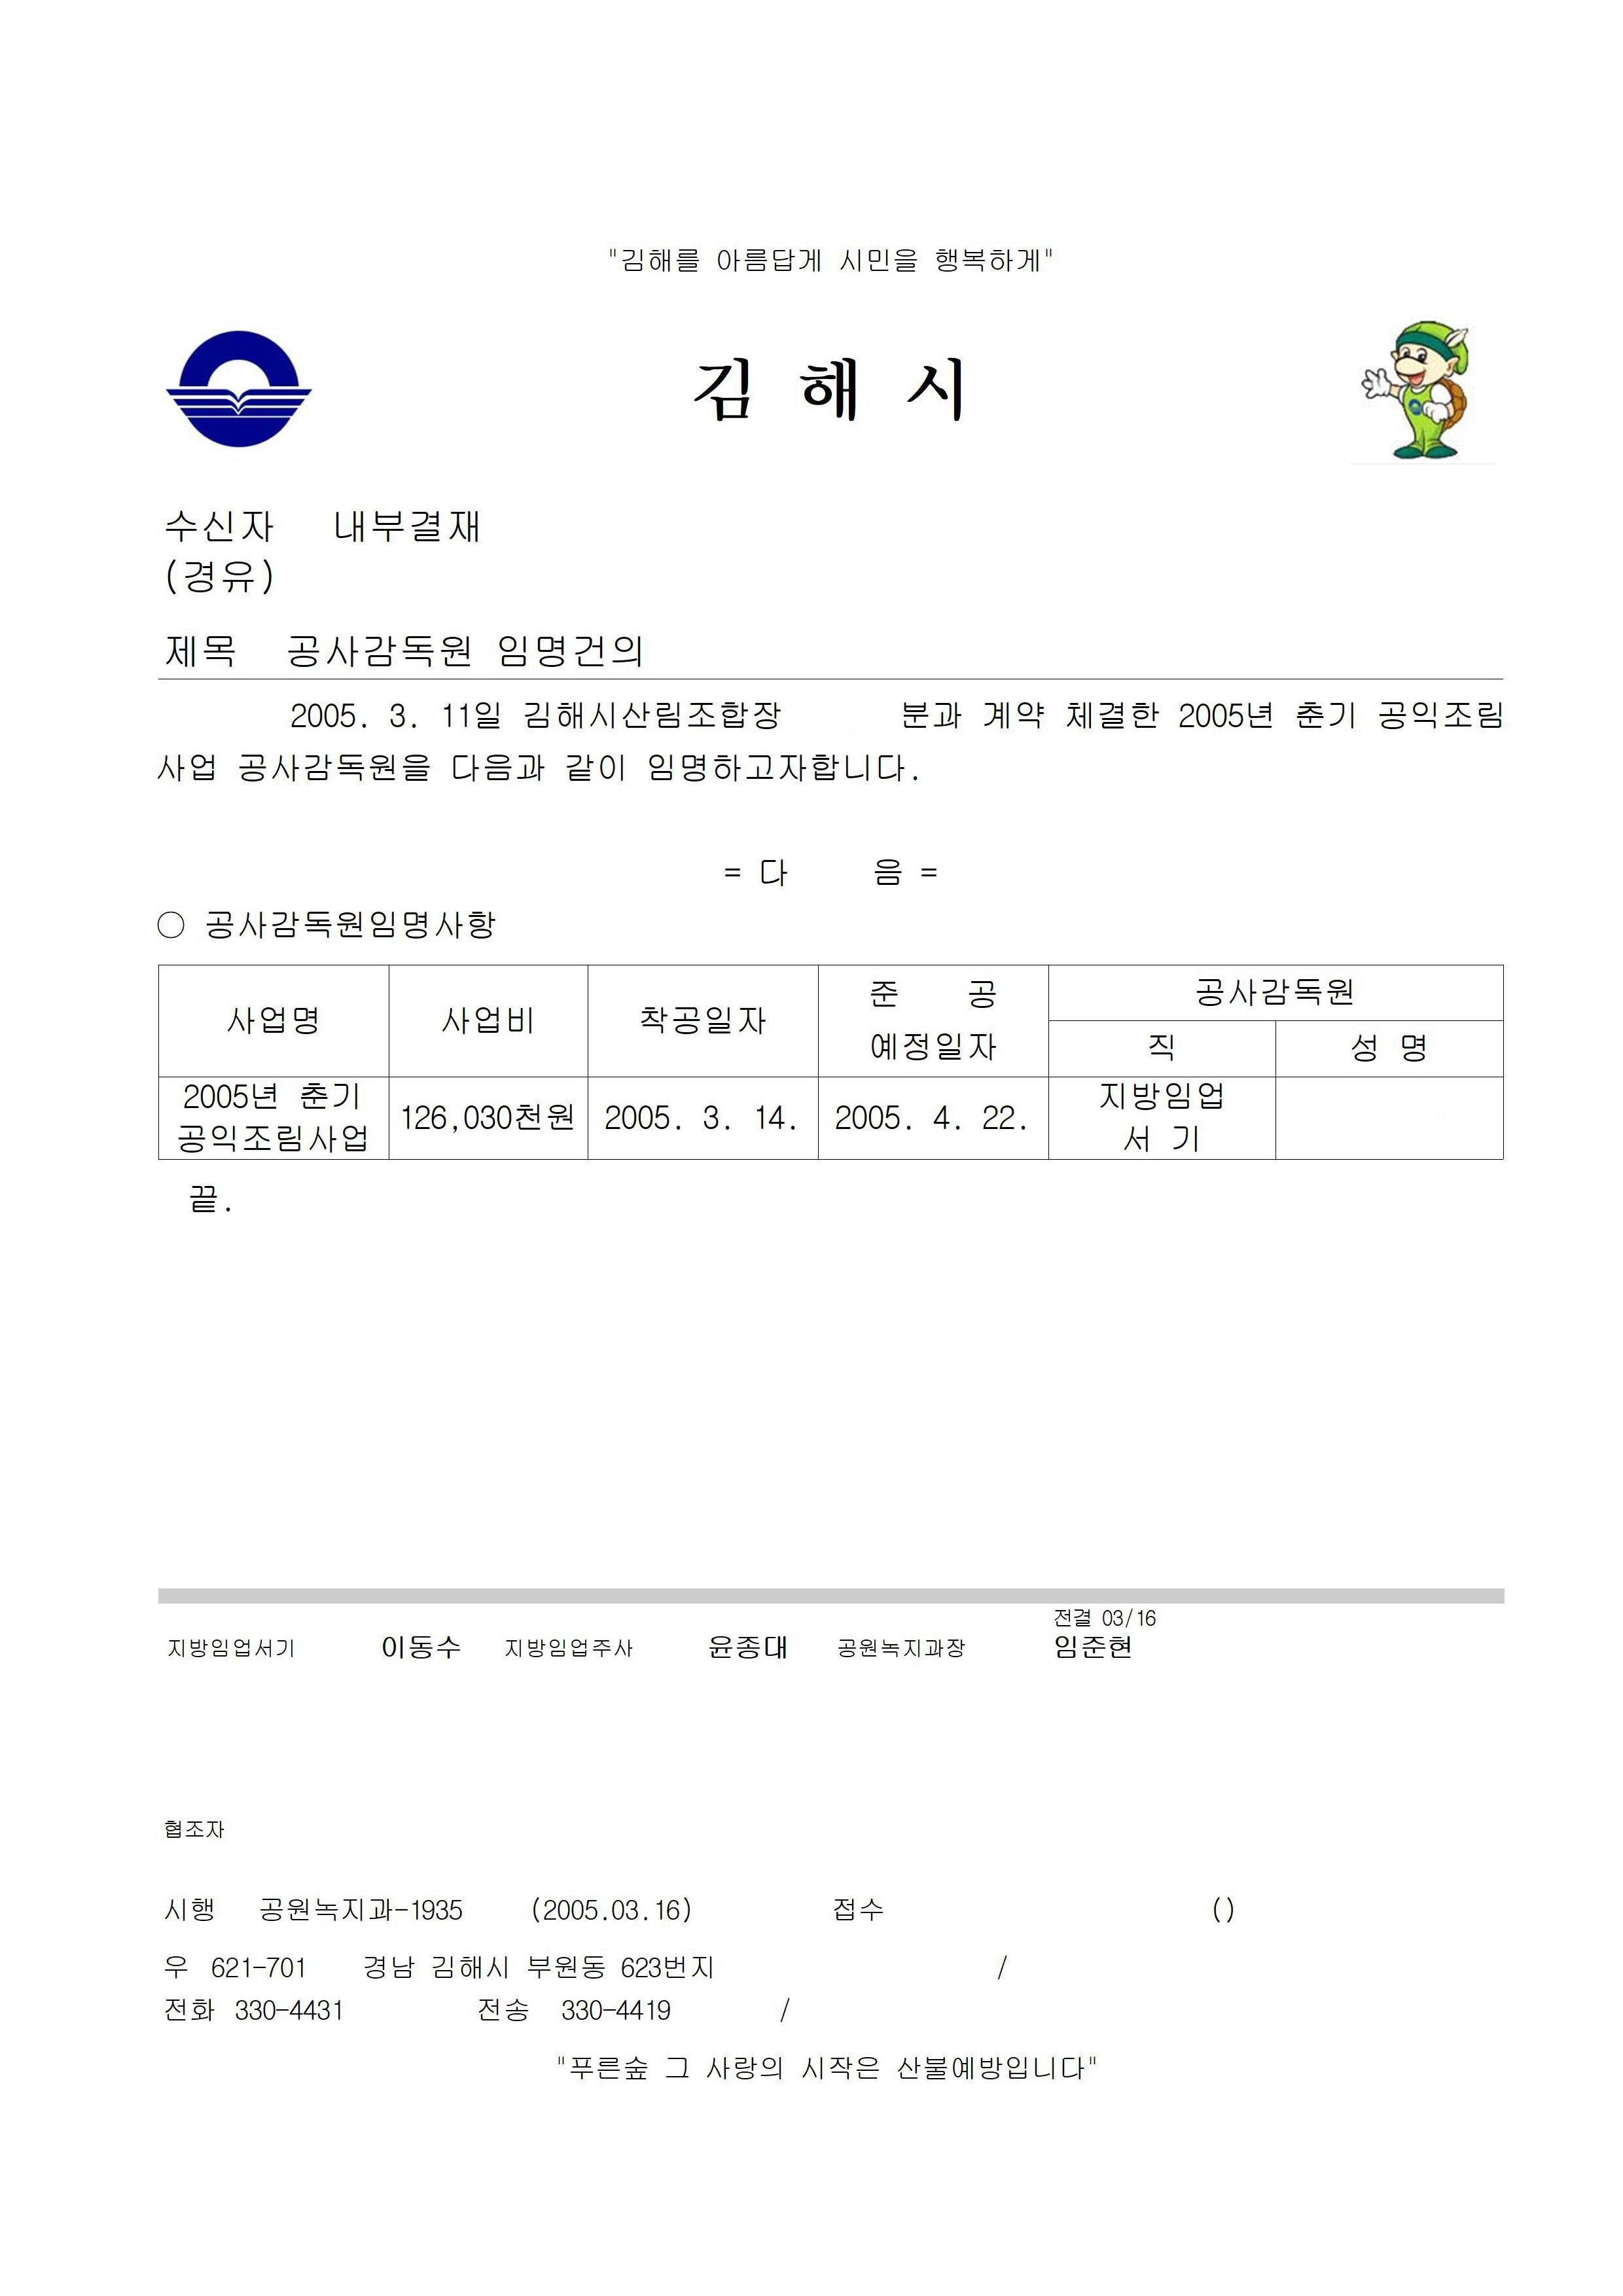 "김해를 아름답게 시민을 행복하게"
김 해 시
수신자 내부결재
(경유)
제목 공사감독원 임명건의
2005. 3. 11일 김해시산림조합장 분과 계약 체결한 2005년 춘기 공익조림
사업 공사감독원을 다음과 같이 임명하고자합니다.
= 다 음 =
○ 공사감독원임명사항
사업명 사업비 착공일자 준 공 예정일자 공사감독원
직 성 명
2005년 춘기 공익조림사업 126,030천원 2005. 3. 14. 2005. 4. 22. 지방임업 서 기
끝.
전결 03/16
지방임업서기 이동수 지방임업주사 윤종대 공원녹지과장 임준현
협조자
시행 공원녹지과-1935 (2005.03.16) 접수 ()
우 621-701 경남 김해시 부원동 623번지 /
전화 330-4431 전송 330-4419 /
"푸른숲 그 사랑의 시작은 산불예방입니다"